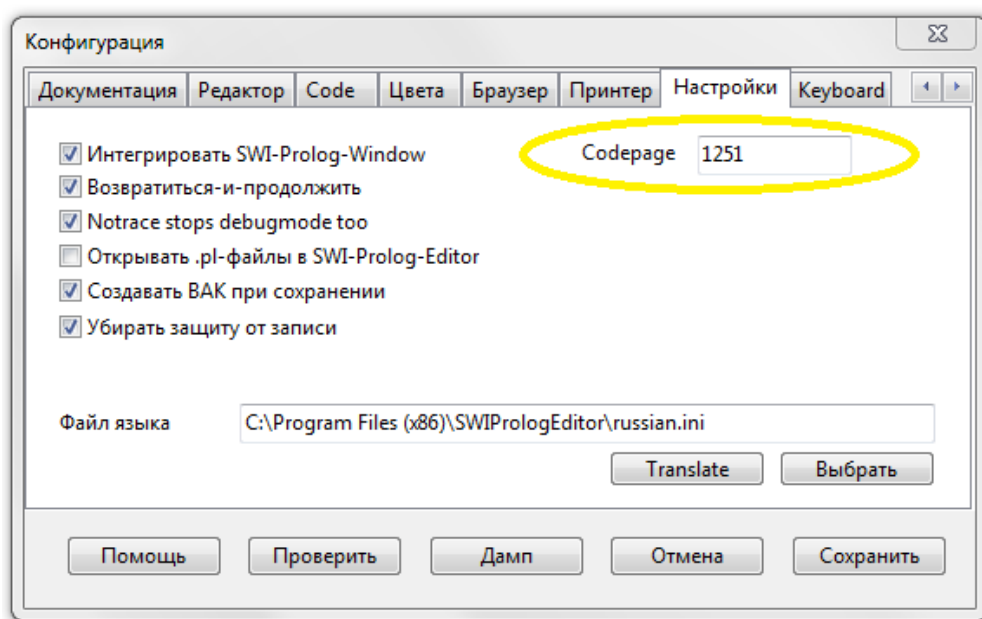 Конфигурация
Документация Редактор Code Цвета Браузер Принтер Настройки Keyboard
Интегрировать SWI-Prolog-Window Codepage 1251
Возвратиться-и-продолжить
Notrace stops debugmode too
Открывать .pl-файлы в SWI-Prolog-Editor
Создавать BAK при сохранении
Убирать защиту от записи
Файл языка C:\Program Files (x86)\SWIPrologEditor\russian.ini
Translate Выбрать
Помощь Проверить Дамп Отмена Сохранить